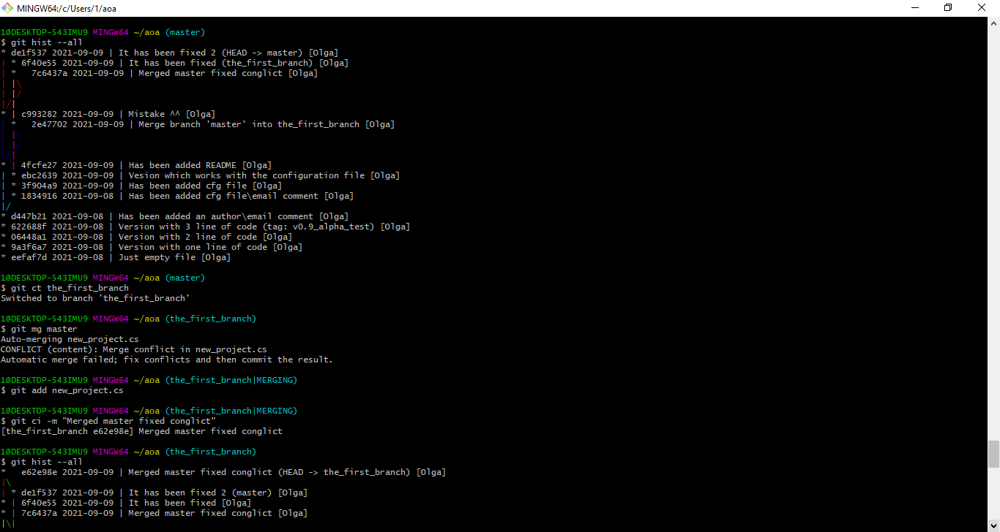 MINGW64:/c/Users/1/aoa
1@DESKTOP-543IMU9 MINGW64 ~/aoa (master)
$ git hist --all
* de1f537 2021-09-09 | It has been fixed 2 (HEAD -> master) [Olga]
| * 6f40e55 2021-09-09 | It has been fixed (the_first_branch) [Olga]
| *   7c6437a 2021-09-09 | Merged master fixed conglict [Olga]
| |\
| |/
|/|
* | c993282 2021-09-09 | Mistake ^^ [Olga]
| *   2e47702 2021-09-09 | Merge branch 'master' into the_first_branch [Olga]
| |\
| |/
|/|
* | 4fcfe27 2021-09-09 | Has been added README [Olga]
| * ebc2639 2021-09-09 | Vesion which works with the configuration file [Olga]
| * 3f904a9 2021-09-09 | Has been added cfg file [Olga]
| * 1834916 2021-09-08 | Has been added cfg file\email comment [Olga]
|/
* d447b21 2021-09-08 | Has been added an author\email comment [Olga]
* 622688f 2021-09-08 | Version with 3 line of code (tag: v0.9_alpha_test) [Olga]
* 06448a1 2021-09-08 | Version with 2 line of code [Olga]
* 9a3f6a7 2021-09-08 | Version with one line of code [Olga]
* eefaf7d 2021-09-08 | Just empty file [Olga]
1@DESKTOP-543IMU9 MINGW64 ~/aoa (master)
$ git ct the_first_branch
Switched to branch 'the_first_branch'
1@DESKTOP-543IMU9 MINGW64 ~/aoa (the_first_branch)
$ git mg master
Auto-merging new_project.cs
CONFLICT (content): Merge conflict in new_project.cs
Automatic merge failed; fix conflicts and then commit the result.
1@DESKTOP-543IMU9 MINGW64 ~/aoa (the_first_branch|MERGING)
$ git add new_project.cs
1@DESKTOP-543IMU9 MINGW64 ~/aoa (the_first_branch|MERGING)
$ git ci -m "Merged master fixed conglict"
[the_first_branch e62e98e] Merged master fixed conglict
1@DESKTOP-543IMU9 MINGW64 ~/aoa (the_first_branch)
$ git hist --all
*   e62e98e 2021-09-09 | Merged master fixed conglict (HEAD -> the_first_branch) [Olga]
|\
| * de1f537 2021-09-09 | It has been fixed 2 (master) [Olga]
* | 6f40e55 2021-09-09 | It has been fixed [Olga]
* | 7c6437a 2021-09-09 | Merged master fixed conglict [Olga]
|\|